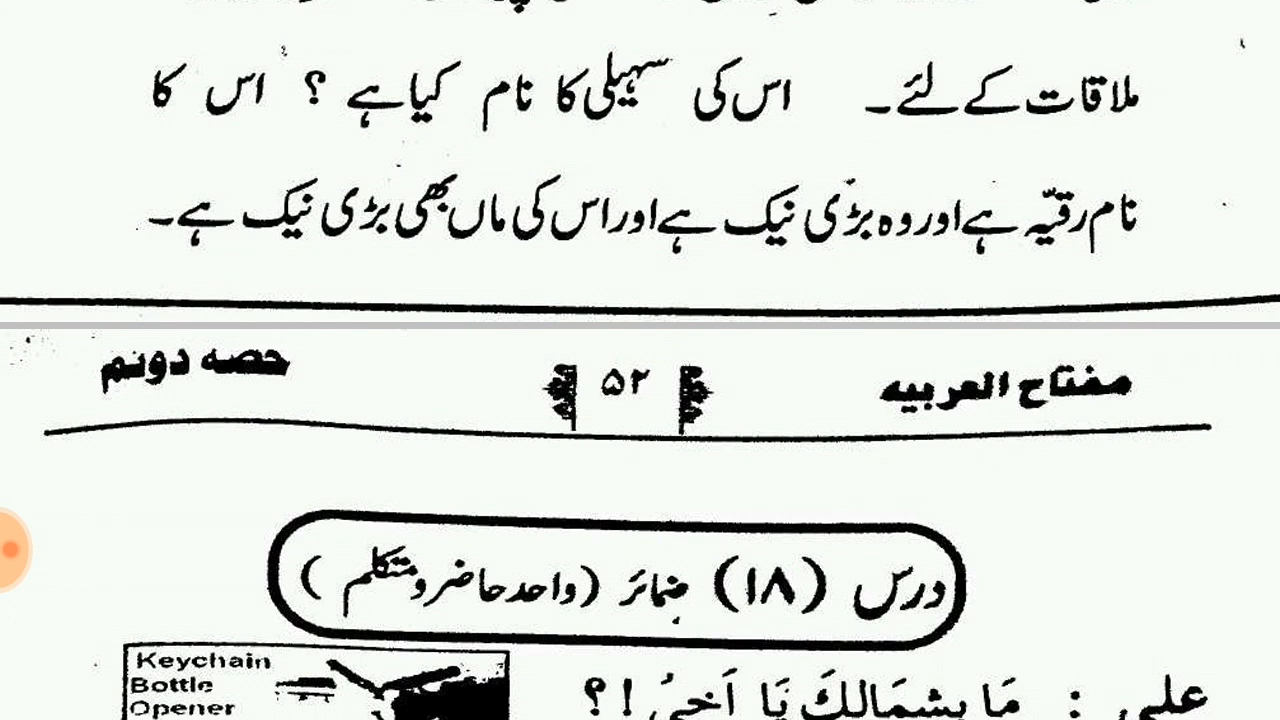 ملاقات کے لئے۔ اس کی سہیلی کا نام کیا ہے ؟ اس کا
نام رقیّہ ہے اور وہ بڑی نیک ہے اور اس کی ماں بھی بڑی نیک ہے۔
مفتاح العربیہ ۵۲ حصہ دوئم
درس (۱۸) ضمائر (واحد حاضر و متکلم )
علی : مَا بِشِمَالِكَ يَا اَخِىْ !؟
Keychain
Bottle
Opener